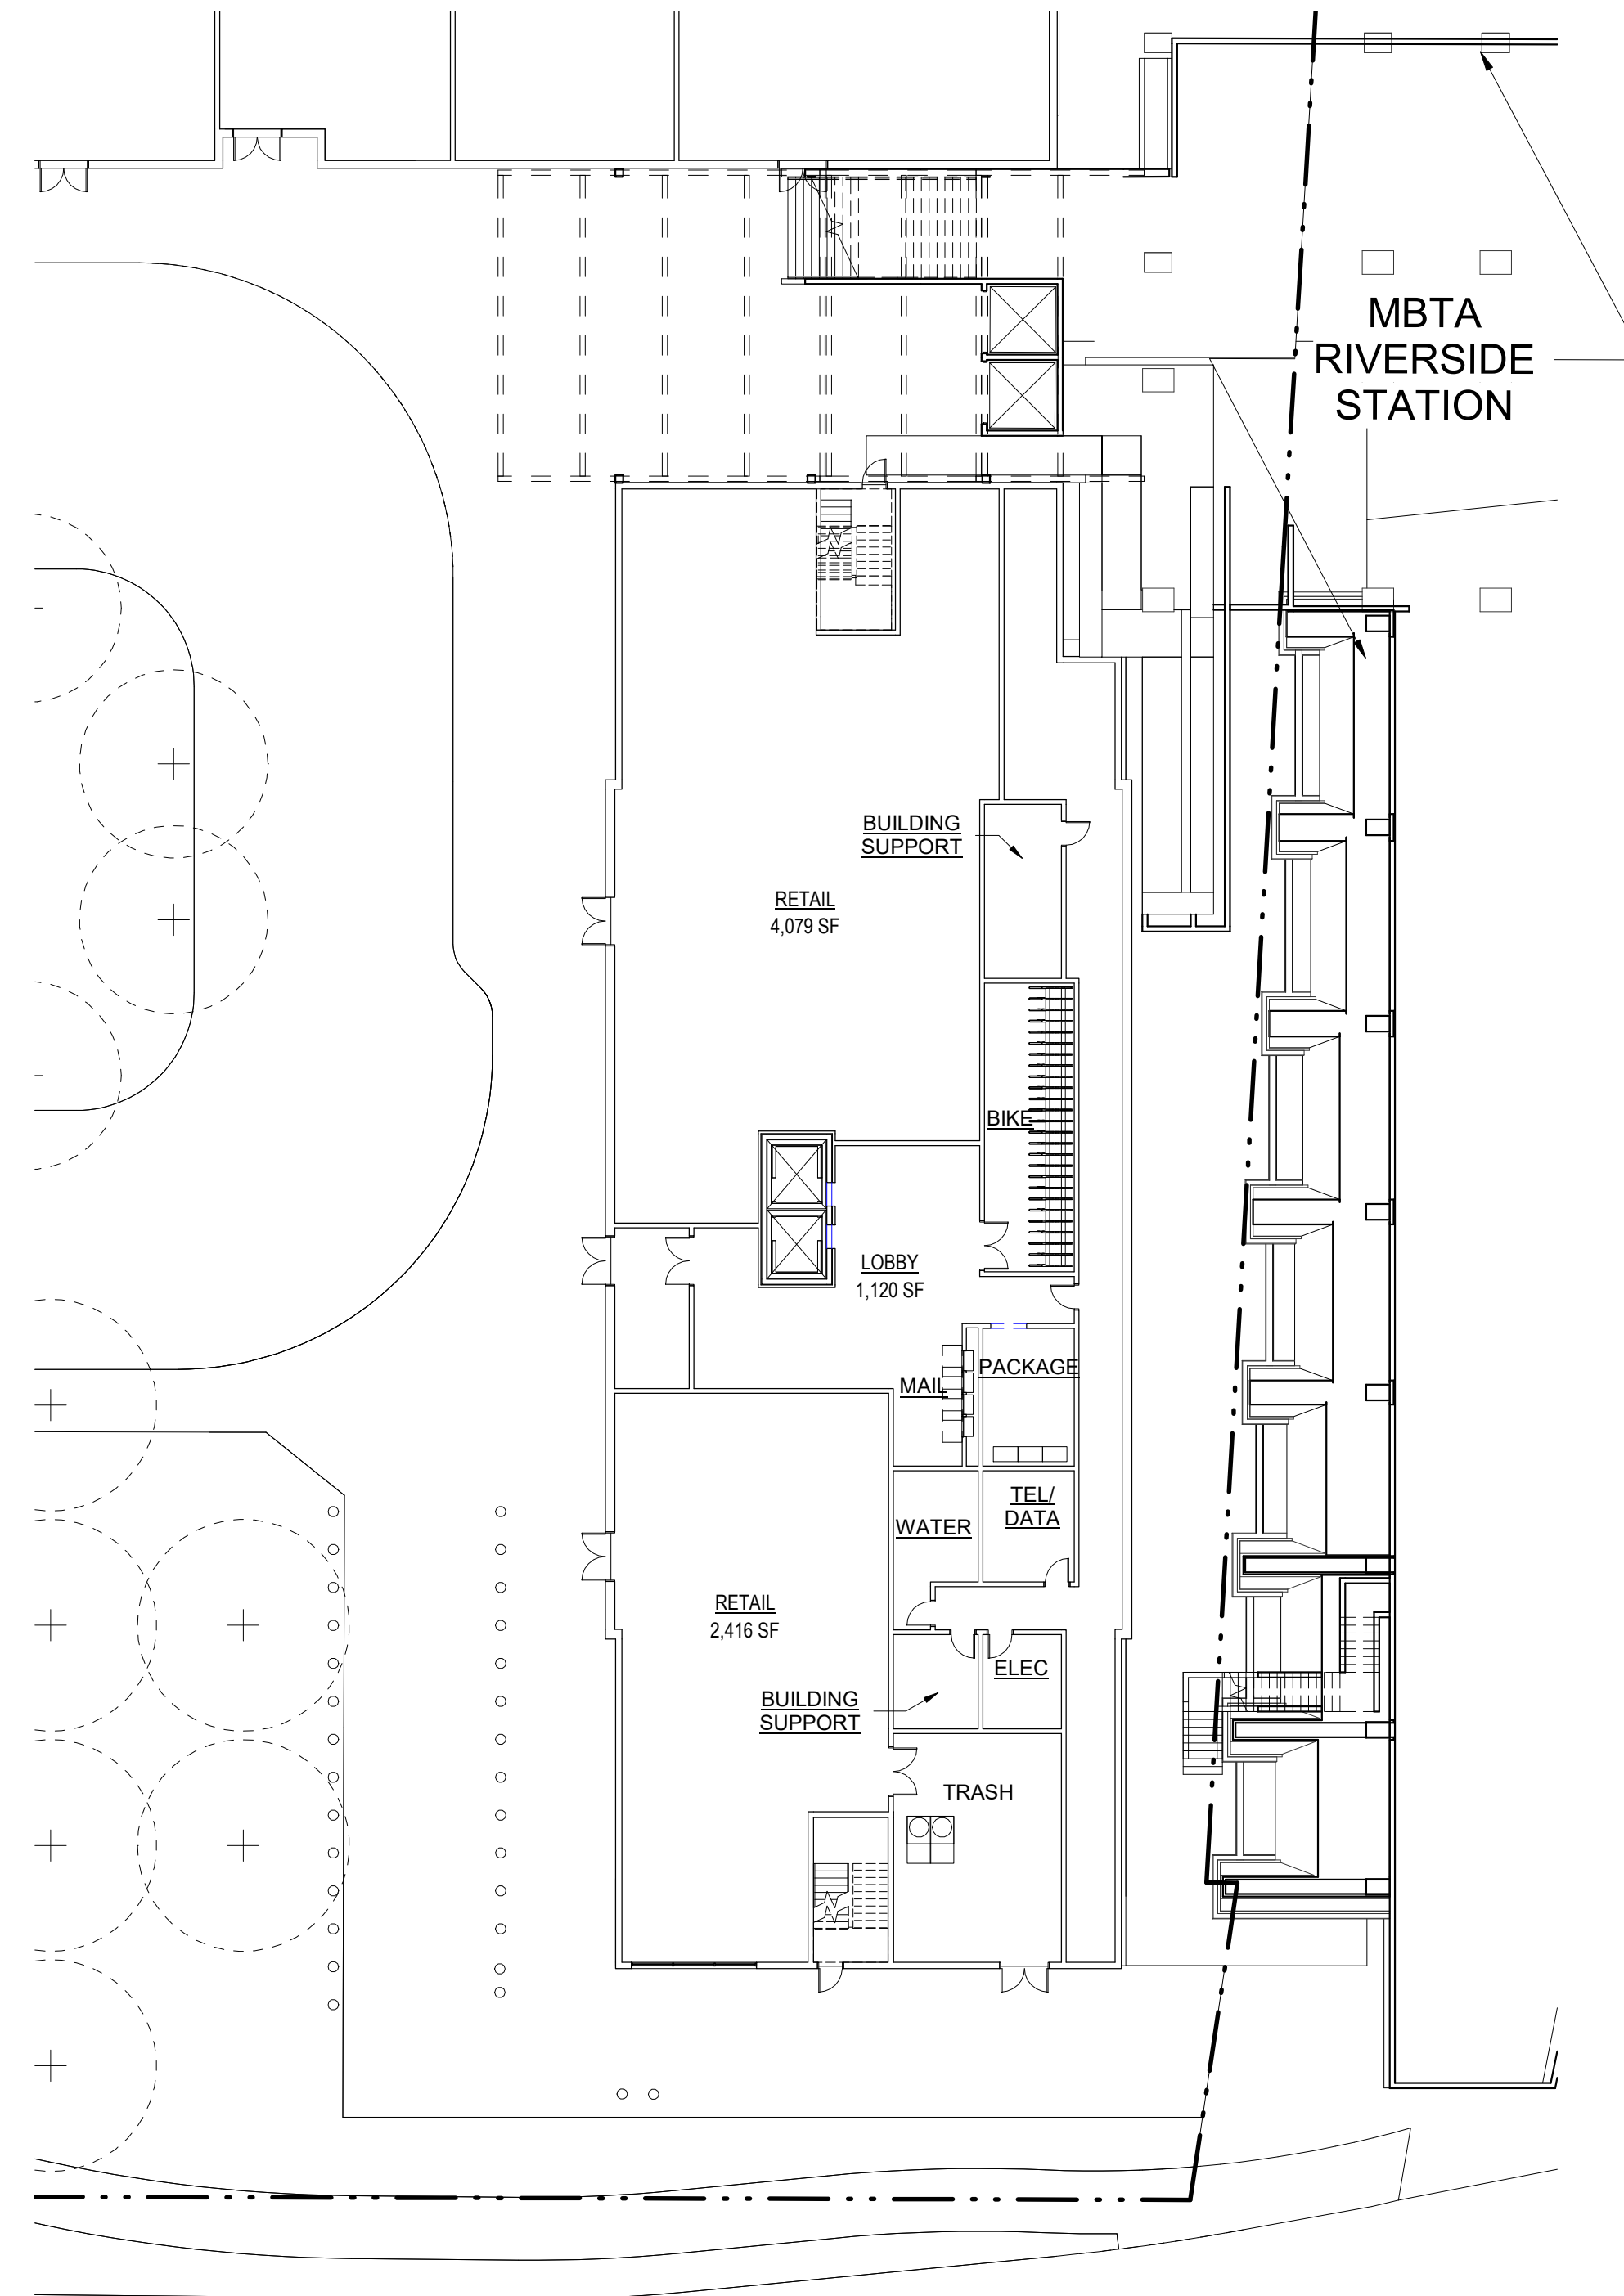 MBTA
RIVERSIDE
STATION
BUILDING
SUPPORT
RETAIL
4,079 SF
BIKE
LOBBY
1,120 SF
PACKAGE
MAIL
TEL/
DATA
WATER
RETAIL
2,416 SF
ELEC
BUILDING
SUPPORT
TRASH